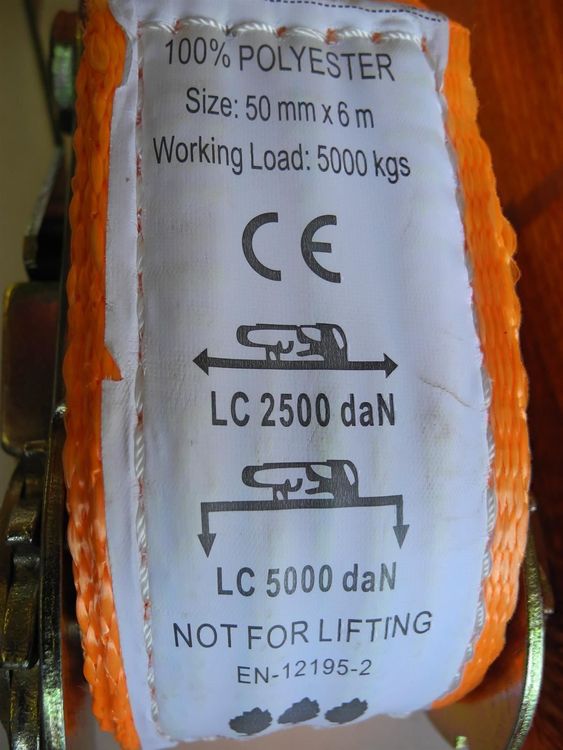 100% POLYESTER
Size: 50 mm x 6 m
Working Load: 5000 kgs
CE
LC 2500 daN
LC 5000 daN
NOT FOR LIFTING
EN-12195-2